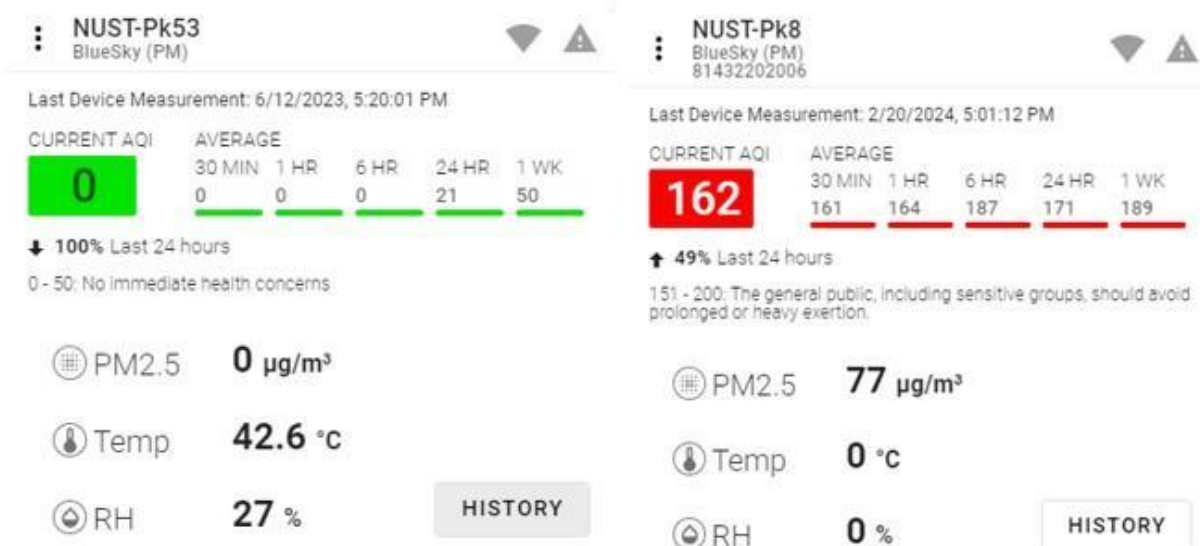 NUST-Pk53
BlueSky (PM)
Last Device Measurement: 6/12/2023, 5:20:01 PM
CURRENT AQI
0
AVERAGE
30 MIN 1 HR 6 HR 24 HR 1 WK
0 0 0 21 50
100% Last 24 hours
0 - 50: No immediate health concerns
PM2.5 0 µg/m³
Temp 42.6 °C
RH 27 %
HISTORY
NUST-Pk8
BlueSky (PM)
81432202006
Last Device Measurement: 2/20/2024, 5:01:12 PM
CURRENT AQI
162
AVERAGE
30 MIN 1 HR 6 HR 24 HR 1 WK
161 164 187 171 189
49% Last 24 hours
151 - 200: The general public, including sensitive groups, should avoid
prolonged or heavy exertion.
PM2.5 77 µg/m³
Temp 0 °C
RH 0 %
HISTORY